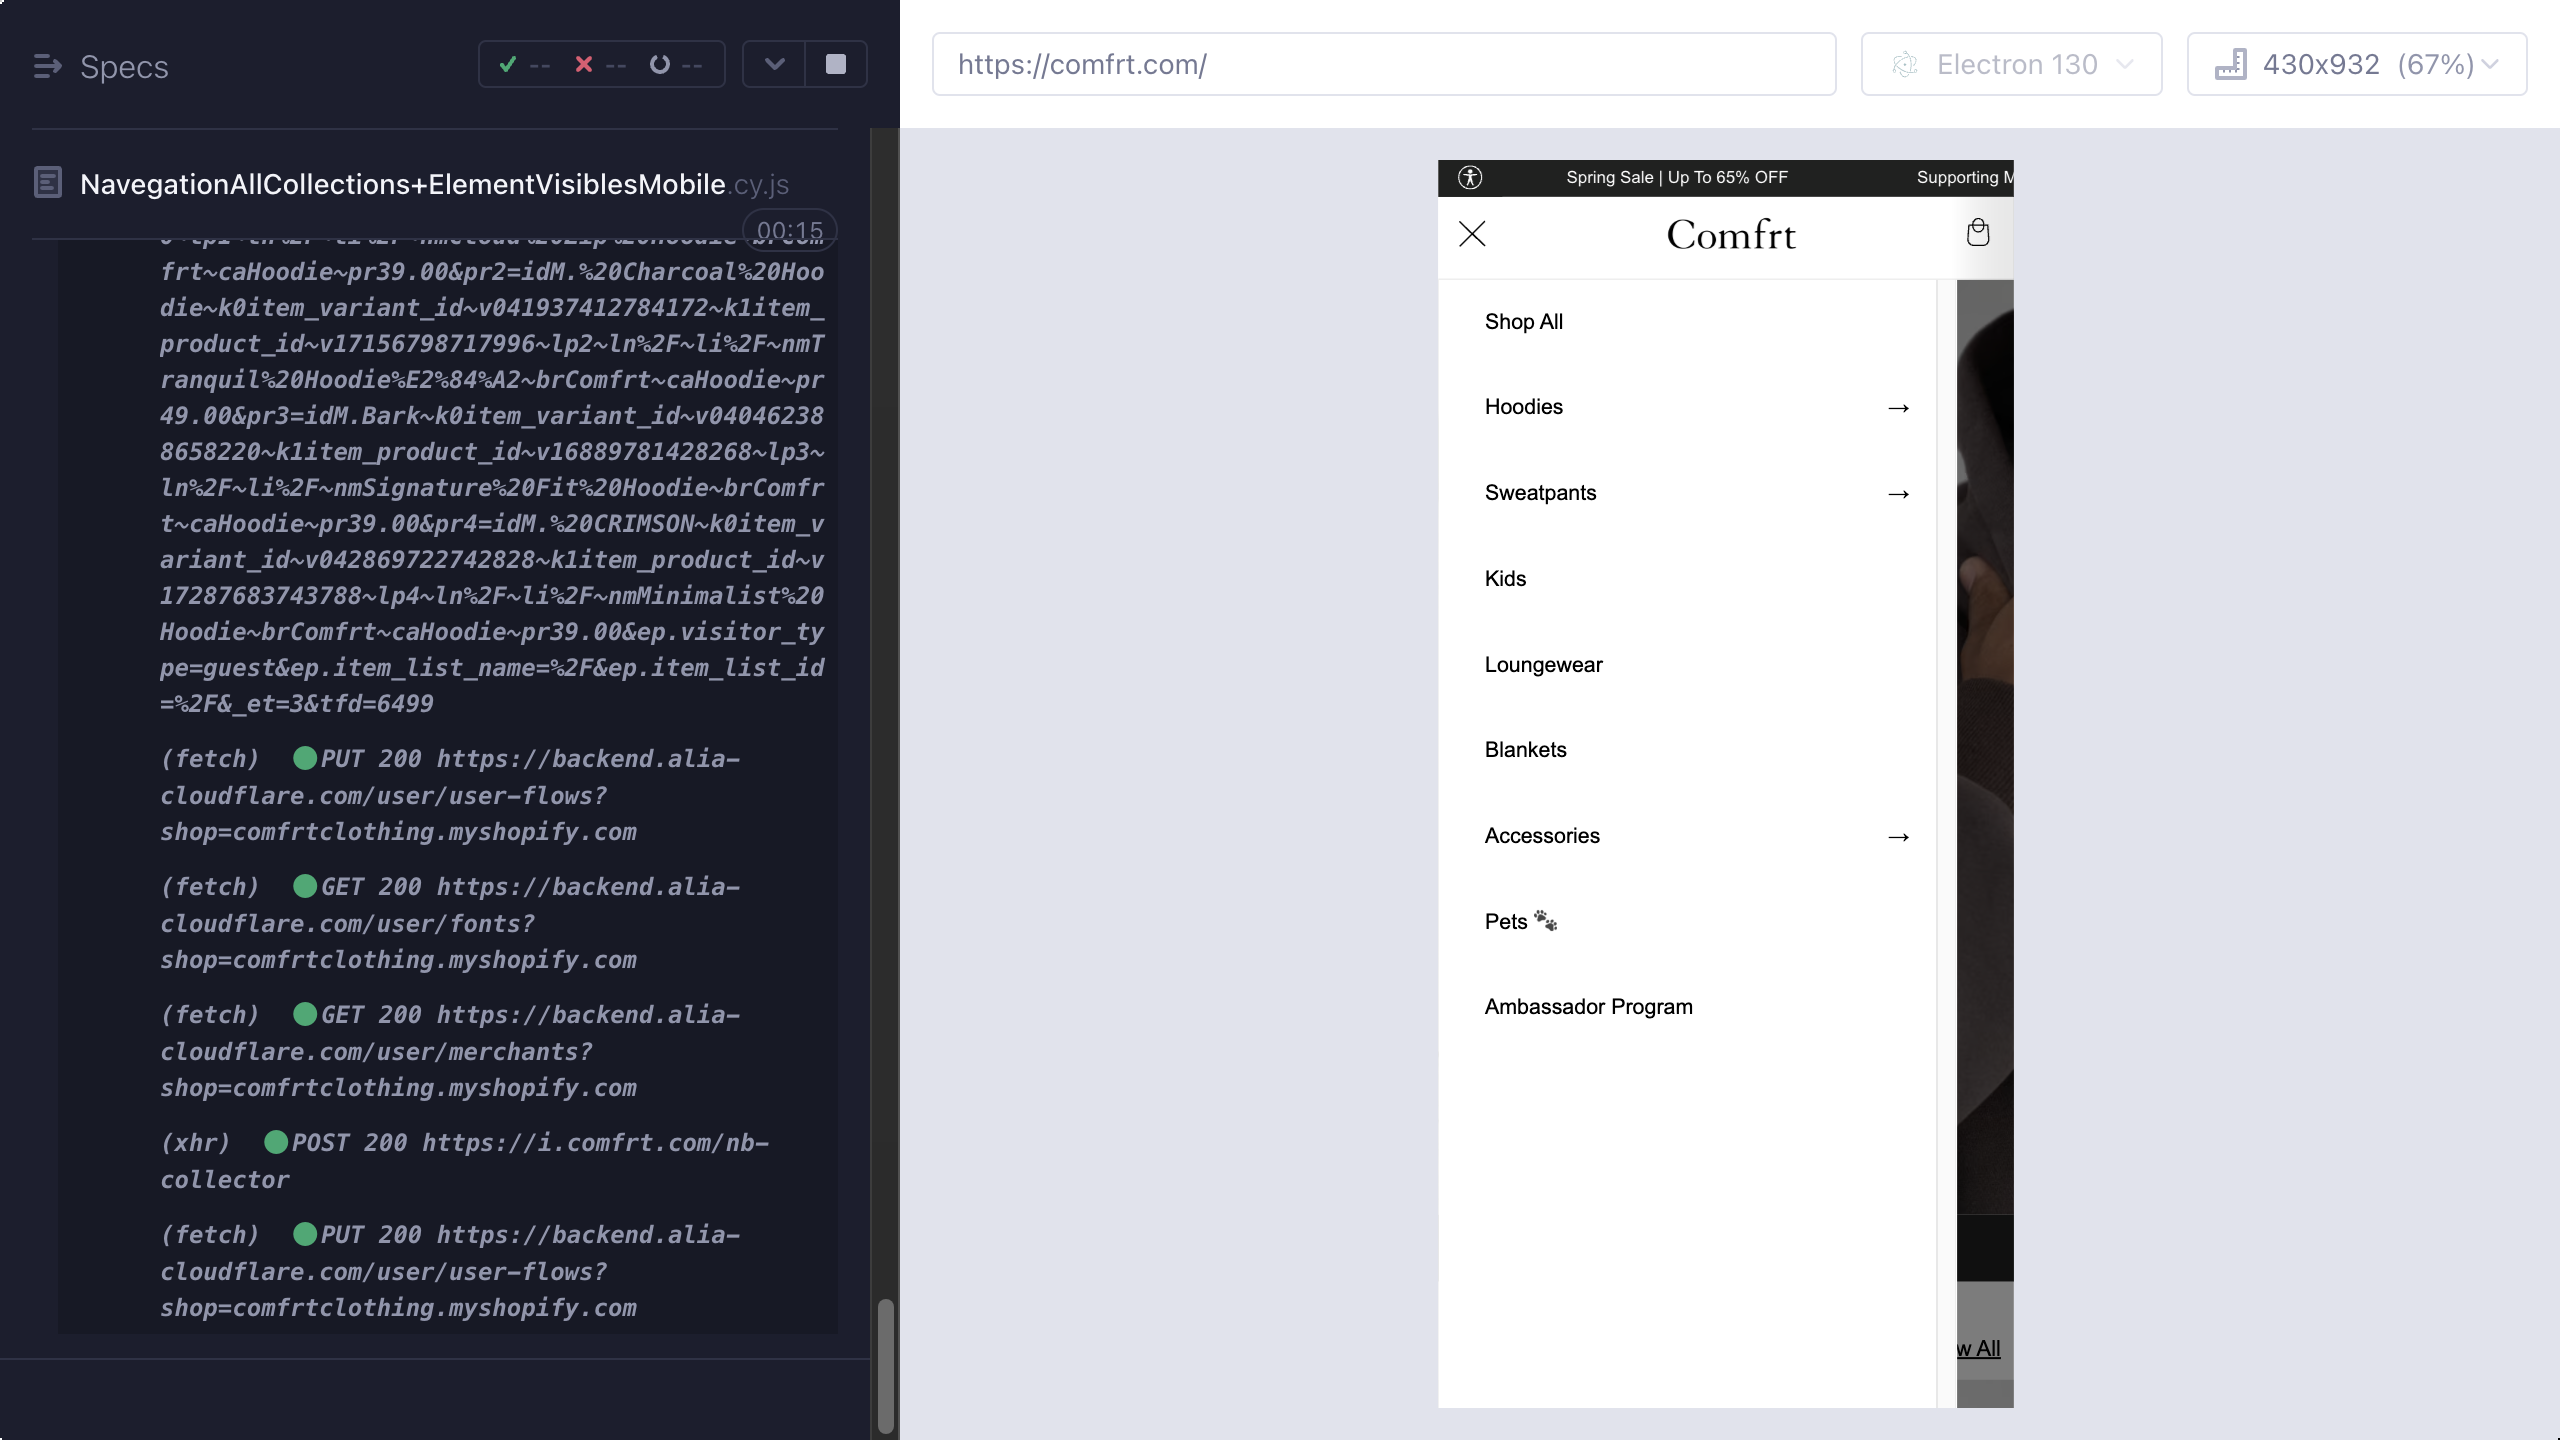 Specs
--
--
--
NavegationAllCollections+ElementVisiblesMobile.cy.js
00:15
frt~caHoodie~pr39.00&pr2=idM.%20Charcoal%20Hoo
die~k0item_variant_id~v041937412784172~k1item_
product_id~v17156798717996~lp2~ln%2F~li%2F~nmT
ranquil%20Hoodie%E2%84%A2~brComfrt~caHoodie~pr
49.00&pr3=idM.Bark~k0item_variant_id~v04046238
8658220~k1item_product_id~v16889781428268~lp3~
ln%2F~li%2F~nmSignature%20Fit%20Hoodie~brComfr
t~caHoodie~pr39.00&pr4=idM.%20CRIMSON~k0item_v
ariant_id~v042869722742828~k1item_product_id~v
17287683743788~lp4~ln%2F~li%2F~nmMinimalist%20
Hoodie~brComfrt~caHoodie~pr39.00&ep.visitor_ty
pe=guest&ep.item_list_name=%2F&ep.item_list_id
=%2F&_et=3&tfd=6499
(fetch) PUT 200 https://backend.alia-
cloudflare.com/user/user-flows?
shop=comfrtclothing.myshopify.com
(fetch) GET 200 https://backend.alia-
cloudflare.com/user/fonts?
shop=comfrtclothing.myshopify.com
(fetch) GET 200 https://backend.alia-
cloudflare.com/user/merchants?
shop=comfrtclothing.myshopify.com
(xhr) POST 200 https://i.comfrt.com/nb-
collector
(fetch) PUT 200 https://backend.alia-
cloudflare.com/user/user-flows?
shop=comfrtclothing.myshopify.com
https://comfrt.com/
Electron 130
430x932 (67%)
Spring Sale | Up To 65% OFF
Supporting M
Comfrt
Shop All
Hoodies →
Sweatpants →
Kids
Loungewear
Blankets
Accessories →
Pets 🐾
Ambassador Program
w All